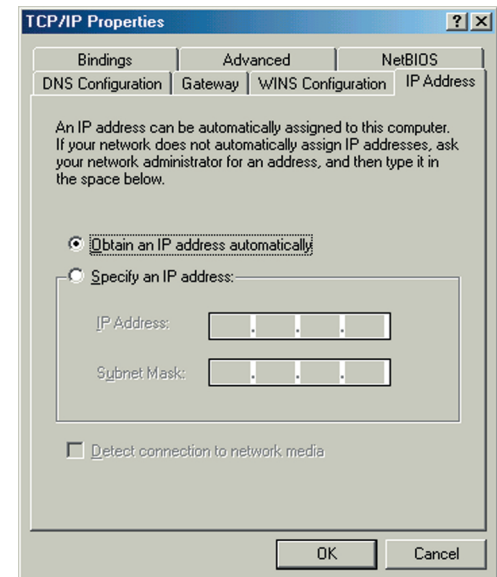 TCP/IP Properties
? ×
Bindings Advanced NetBIOS
DNS Configuration Gateway WINS Configuration IP Address
An IP address can be automatically assigned to this computer.
If your network does not automatically assign IP addresses, ask
your network administrator for an address, and then type it in
the space below.
Obtain an IP address automatically
Specify an IP address:
IP Address: . . .
Subnet Mask: . . .
Detect connection to network media
OK Cancel